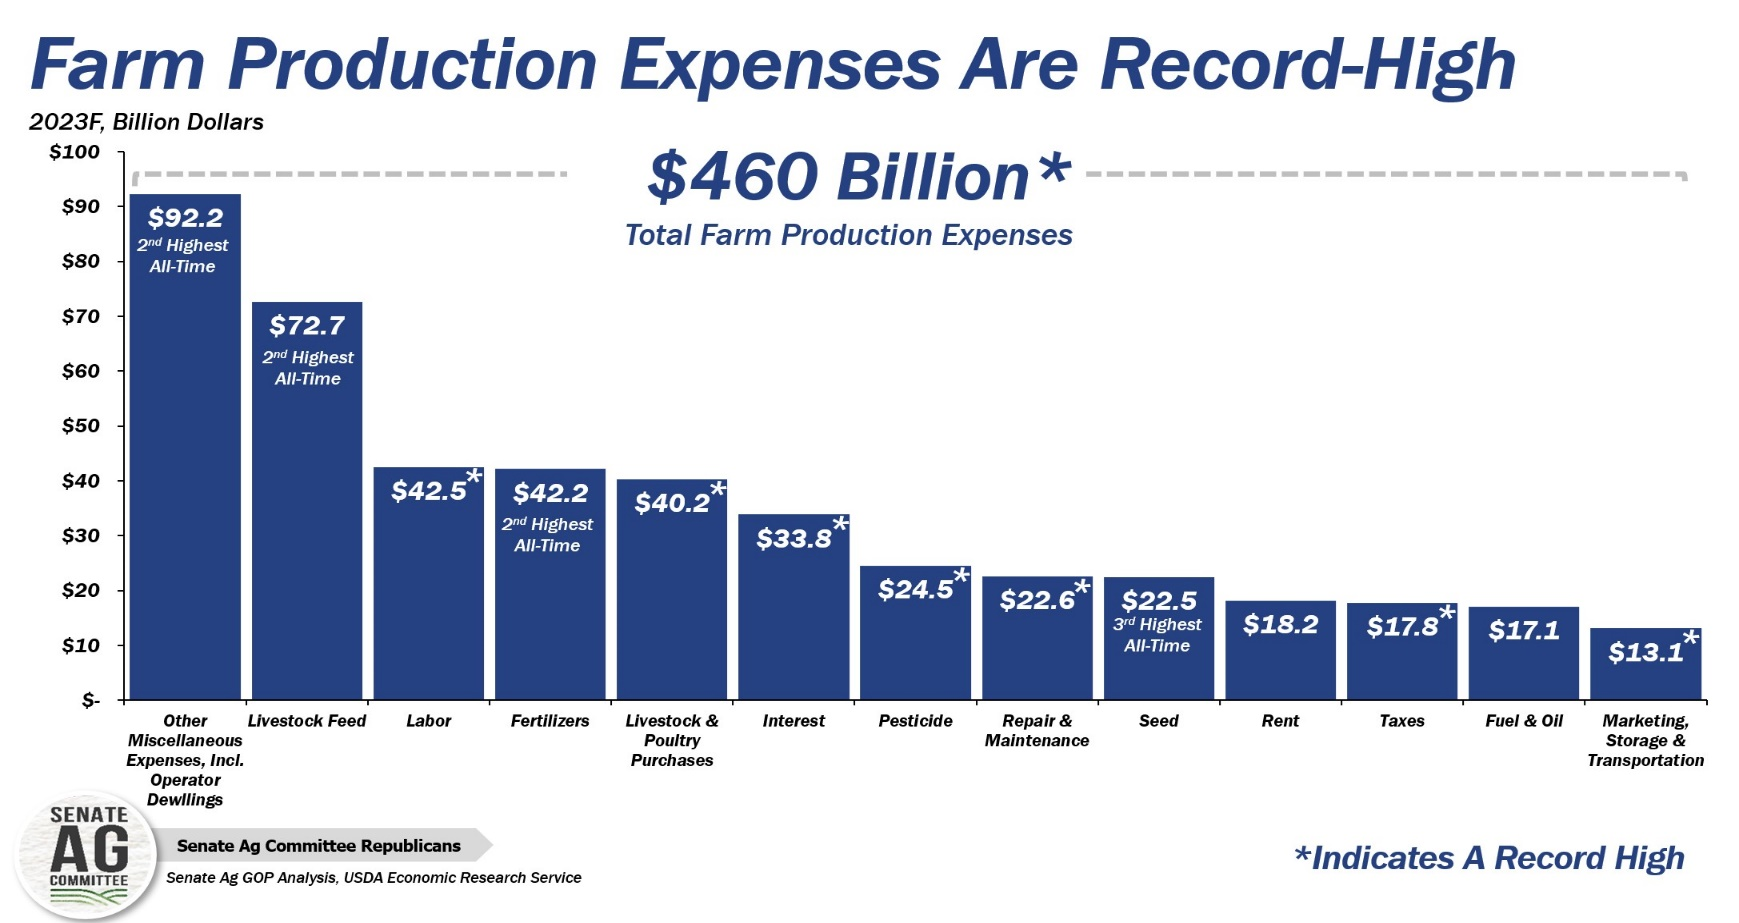 Farm Production Expenses Are Record-High
2023F, Billion Dollars
$460 Billion*
Total Farm Production Expenses
$100
$90
$80
$70
$60
$50
$40
$30
$20
$10
$-
$92.2
2nd Highest
All-Time
$72.7
2nd Highest
All-Time
$42.5*
$42.2
2nd Highest
All-Time
$40.2*
$33.8*
$24.5*
$22.6*
$22.5
3rd Highest
All-Time
$18.2
$17.8*
$17.1
$13.1*
Other
Miscellaneous
Expenses, Incl.
Operator
Dewllings
Livestock Feed
Labor
Fertilizers
Livestock &
Poultry
Purchases
Interest
Pesticide
Repair &
Maintenance
Seed
Rent
Taxes
Fuel & Oil
Marketing,
Storage &
Transportation
SENATE
AG
COMMITTEE
Senate Ag Committee Republicans
Senate Ag GOP Analysis, USDA Economic Research Service
*Indicates A Record High